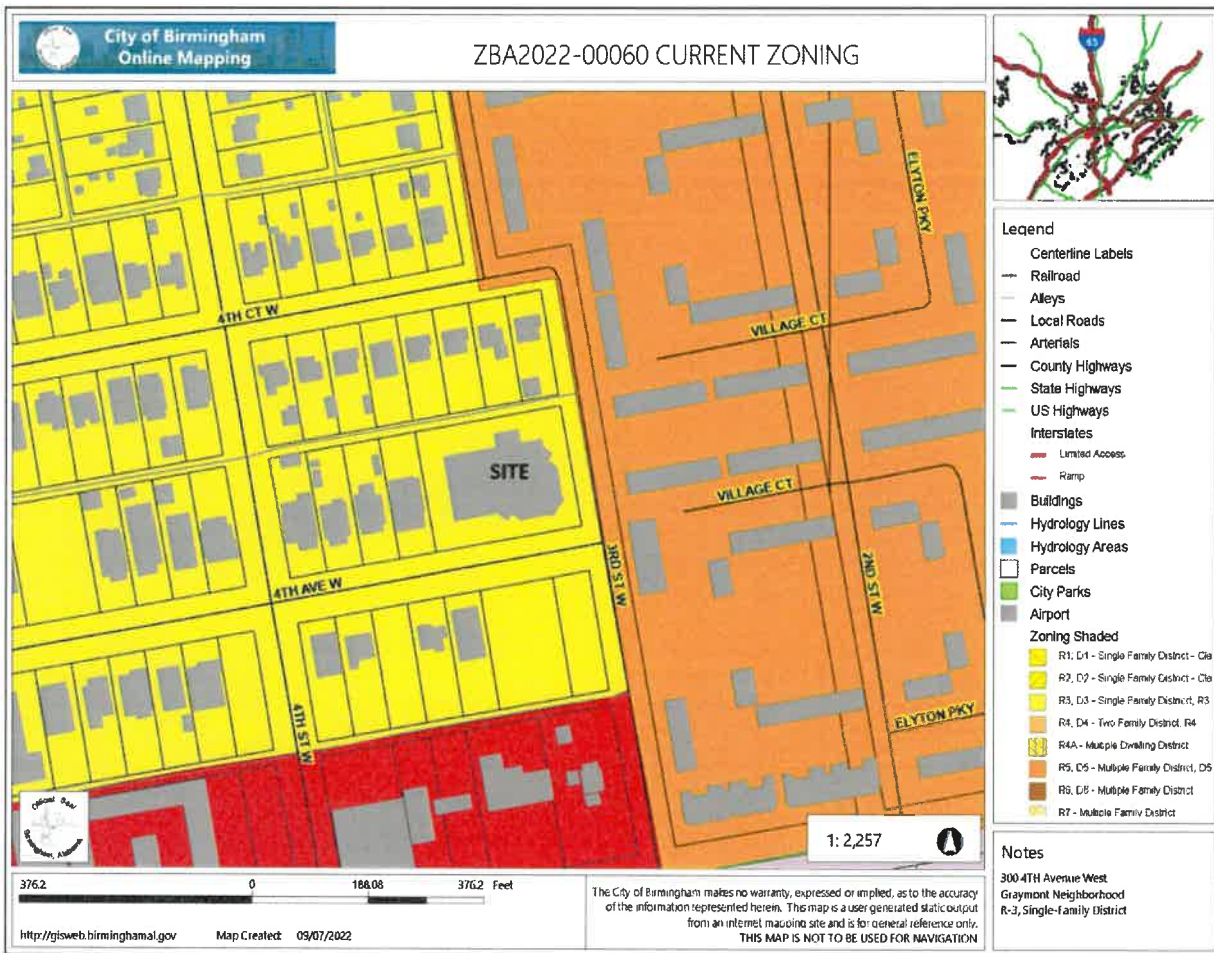 City of Birmingham
Online Mapping
ZBA2022-00060 CURRENT ZONING
65
ELYTON PKY
4TH CT W
VILLAGE CT
SITE
VILLAGE CT
3RD ST W
2ND ST W
4TH AVE W
4TH ST W
ELYTON PKY
Official Seal
Birmingham, Alabama
1: 2,257
Legend
Centerline Labels
Railroad
Alleys
Local Roads
Arterials
County Highways
State Highways
US Highways
Interstates
Limited Access
Ramp
Buildings
Hydrology Lines
Hydrology Areas
Parcels
City Parks
Airport
Zoning Shaded
R1, D1 - Single Family District - Cla
R2, D2 - Single Family District - Cla
R3, D3 - Single Family District, R3
R4, D4 - Two Family District, R4
R4A - Multiple Dwelling District
R5, D5 - Multiple Family District, D5
R6, D6 - Multiple Family District
R7 - Multiple Family District
Notes
300 4TH Avenue West
Graymont Neighborhood
R-3, Single-Family District
376.2 0 188.08 376.2 Feet
http://gisweb.birminghamal.gov Map Created: 09/07/2022
The City of Birmingham makes no warranty, expressed or implied, as to the accuracy
of the information represented herein. This map is a user generated static output
from an internet mapping site and is for general reference only.
THIS MAP IS NOT TO BE USED FOR NAVIGATION